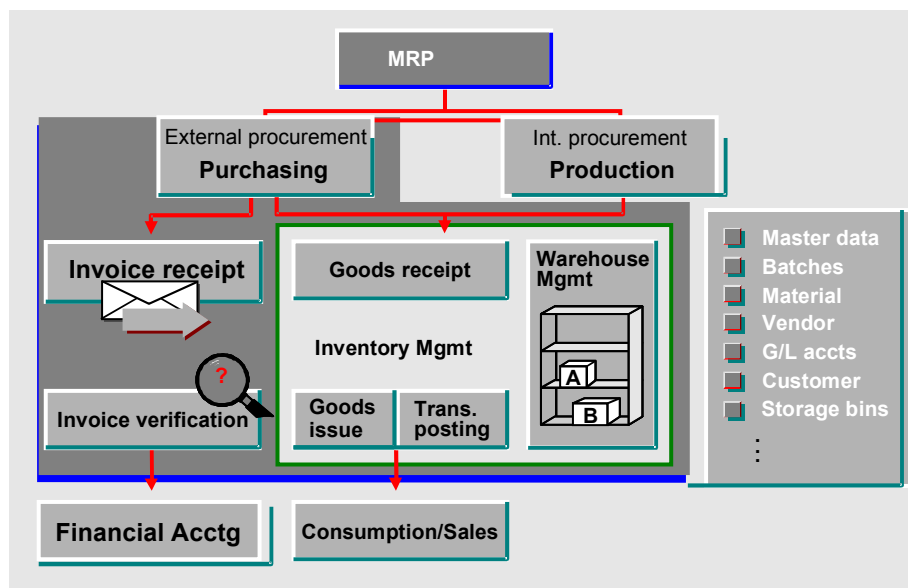 MRP
External procurement
Purchasing
Int. procurement
Production
Invoice receipt
Goods receipt
Warehouse
Mgmt
Inventory Mgmt
A
B
?
Invoice verification
Goods
issue
Trans.
posting
Financial Acctg
Consumption/Sales
Master data
Batches
Material
Vendor
G/L accts
Customer
Storage bins
⋮